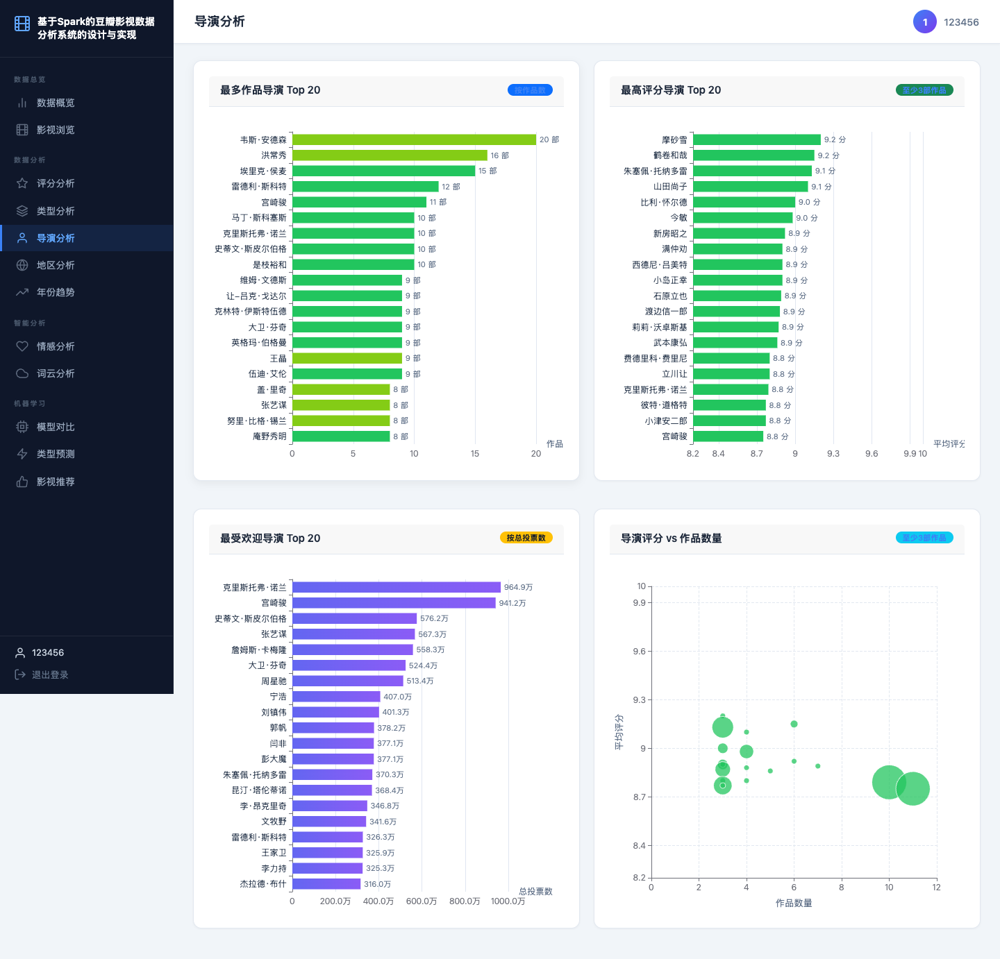 基于Spark的豆瓣影视数据
分析系统的设计与实现
数据总览
数据概览
影视浏览
数据分析
评分分析
类型分析
导演分析
地区分析
年份趋势
智能分析
情感分析
词云分析
机器学习
模型对比
类型预测
影视推荐
123456
退出登录
导演分析
1
123456
最多作品导演 Top 20
按作品数
韦斯·安德森
20 部
洪常秀
16 部
埃里克·侯麦
15 部
雷德利·斯科特
12 部
宫崎骏
11 部
马丁·斯科塞斯
10 部
克里斯托弗·诺兰
10 部
史蒂文·斯皮尔伯格
10 部
是枝裕和
10 部
维姆·文德斯
9 部
让-吕克·戈达尔
9 部
克林特·伊斯特伍德
9 部
大卫·芬奇
9 部
英格玛·伯格曼
9 部
王晶
9 部
伍迪·艾伦
9 部
盖·里奇
8 部
张艺谋
8 部
努里·比格·锡兰
8 部
庵野秀明
8 部
作品
0 5 10 15 20
最高评分导演 Top 20
至少3部作品
摩砂雪
9.2 分
鹤卷和哉
9.2 分
朱塞佩·托纳多雷
9.1 分
山田尚子
9.1 分
比利·怀尔德
9.0 分
今敏
9.0 分
新房昭之
8.9 分
满仲劝
8.9 分
西德尼·吕美特
8.9 分
小岛正幸
8.9 分
石原立也
8.9 分
渡边信一郎
8.9 分
莉莉·沃卓斯基
8.9 分
武本康弘
8.9 分
费德里科·费里尼
8.8 分
立川让
8.8 分
克里斯托弗·诺兰
8.8 分
彼特·道格特
8.8 分
小津安二郎
8.8 分
宫崎骏
8.8 分
平均评分
8.2 8.4 8.7 9 9.3 9.6 9.9 10
最受欢迎导演 Top 20
按总投票数
克里斯托弗·诺兰
964.9万
宫崎骏
941.2万
史蒂文·斯皮尔伯格
576.2万
张艺谋
567.3万
詹姆斯·卡梅隆
558.3万
大卫·芬奇
524.4万
周星驰
513.4万
宁浩
407.0万
刘镇伟
401.3万
郭帆
378.2万
闫非
377.1万
彭大魔
377.1万
朱塞佩·托纳多雷
370.3万
昆汀·塔伦蒂诺
368.4万
李·昂克里奇
346.8万
文牧野
341.6万
雷德利·斯科特
326.3万
王家卫
325.9万
李力持
325.3万
杰拉德·布什
316.0万
总投票数
0 200.0万 400.0万 600.0万 800.0万 1000.0万
导演评分 vs 作品数量
至少3部作品
10
9.9
9.6
9.3
9
8.7
8.4
8.2
平均评分
0 2 4 6 8 10 12
作品数量